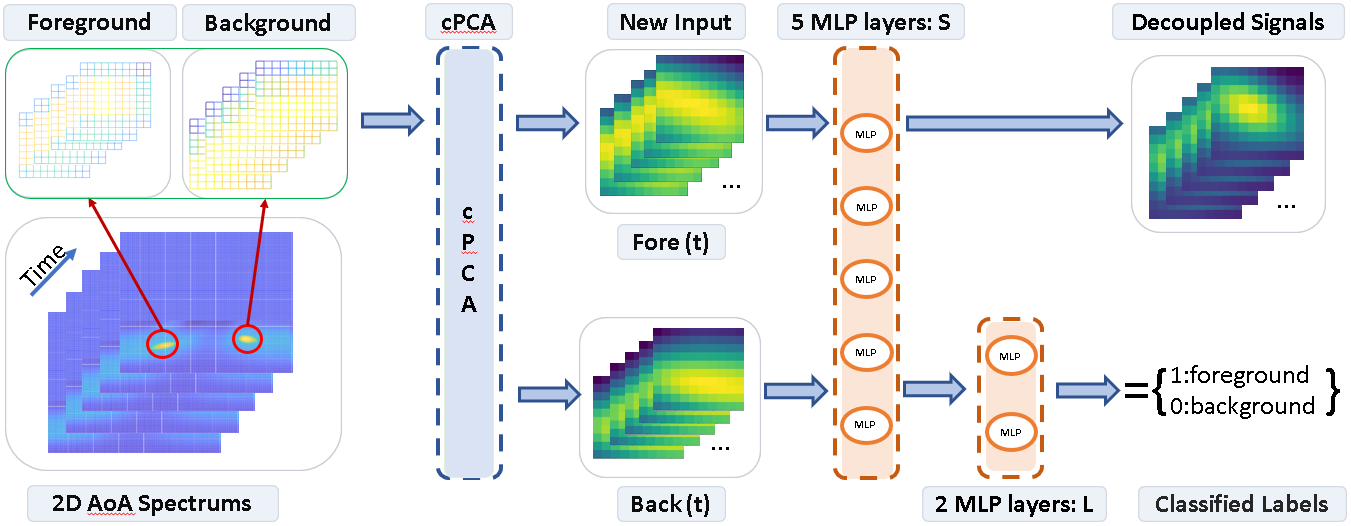 Foreground
Background
cPCA
New Input
5 MLP layers: S
Decoupled Signals
Time
c
P
C
A
...
Fore (t)
...
Back (t)
MLP
MLP
MLP
MLP
MLP
...
MLP
MLP
={1:foreground
0:background}
2D AoA Spectrums
2 MLP layers: L
Classified Labels